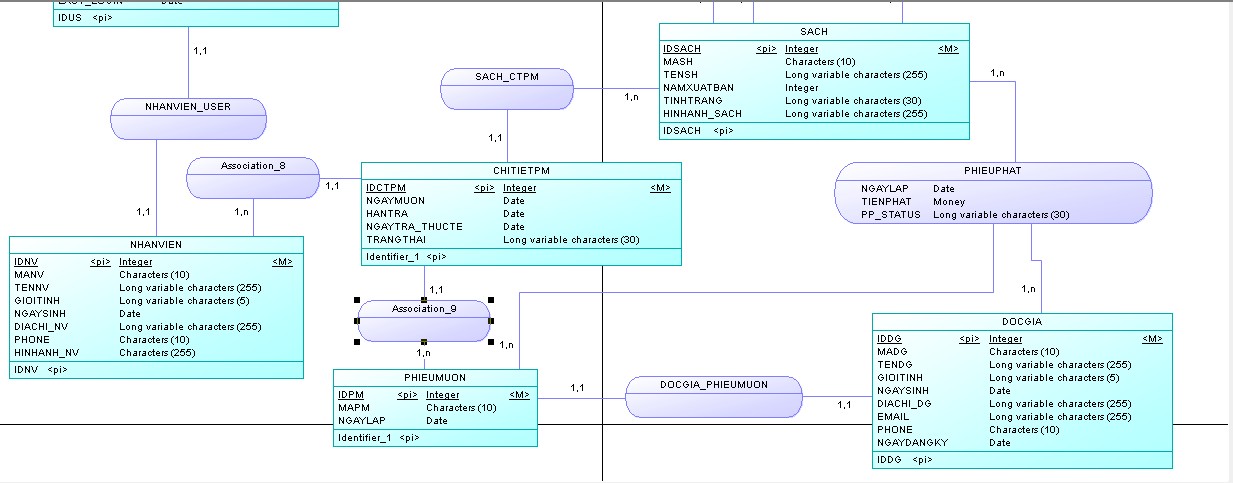 LAST_LOGIN Date
IDUS <pi>
1,1
NHANVIEN_USER
1,1
Association_8
1,1
1,n
NHANVIEN
IDNV <pi> Integer <M>
MANV Characters (10)
TENNV Long variable characters (255)
GIOITINH Long variable characters (5)
NGAYSINH Date
DIACHI_NV Long variable characters (255)
PHONE Characters (10)
HINHANH_NV Characters (255)
IDNV <pi>
SACH_CTPM
1,n
1,1
CHITIETPM
IDCTPM <pi> Integer <M>
NGAYMUON Date
HANTRA Date
NGAYTRA_THUCTE Date
TRANGTHAI Long variable characters (30)
Identifier_1 <pi>
1,1
Association_9
1,n
1,n
PHIEUMUON
IDPM <pi> Integer <M>
MAPM Characters (10)
NGAYLAP Date
Identifier_1 <pi>
1,1
DOCGIA_PHIEUMUON
1,1
SACH
IDSACH <pi> Integer <M>
MASH Characters (10)
TENSH Long variable characters (255)
NAMXUATBAN Integer
TINHTRANG Long variable characters (30)
HINHANH_SACH Long variable characters (255)
IDSACH <pi>
1,n
PHIEUPHAT
NGAYLAP Date
TIENPHAT Money
PP_STATUS Long variable characters (30)
1,n
DOCGIA
IDDG <pi> Integer <M>
MADG Characters (10)
TENDG Long variable characters (255)
GIOITINH Long variable characters (5)
NGAYSINH Date
DIACHI_DG Long variable characters (255)
EMAIL Long variable characters (255)
PHONE Characters (10)
NGAYDANGKY Date
IDDG <pi>